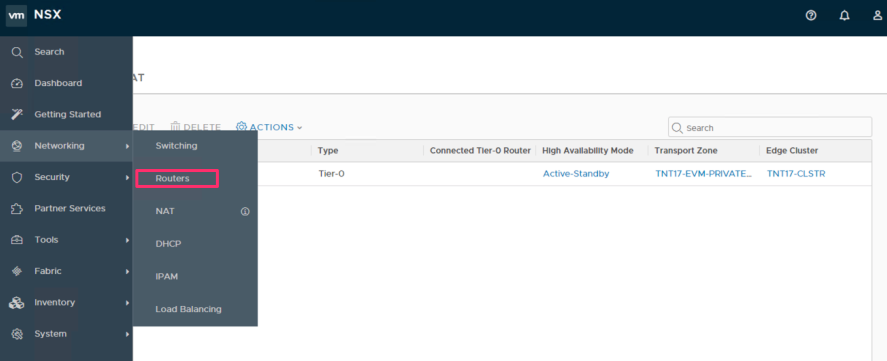 vm NSX
Search
Dashboard
AT
Getting Started
EDIT DELETE ACTIONS
Search
Networking
Switching
Type Connected Tier-0 Router High Availability Mode Transport Zone Edge Cluster
Security
Routers
Tier-0 Active-Standby TNT17-EVM-PRIVATE... TNT17-CLSTR
Partner Services
NAT
Tools
DHCP
Fabric
IPAM
Inventory
Load Balancing
System